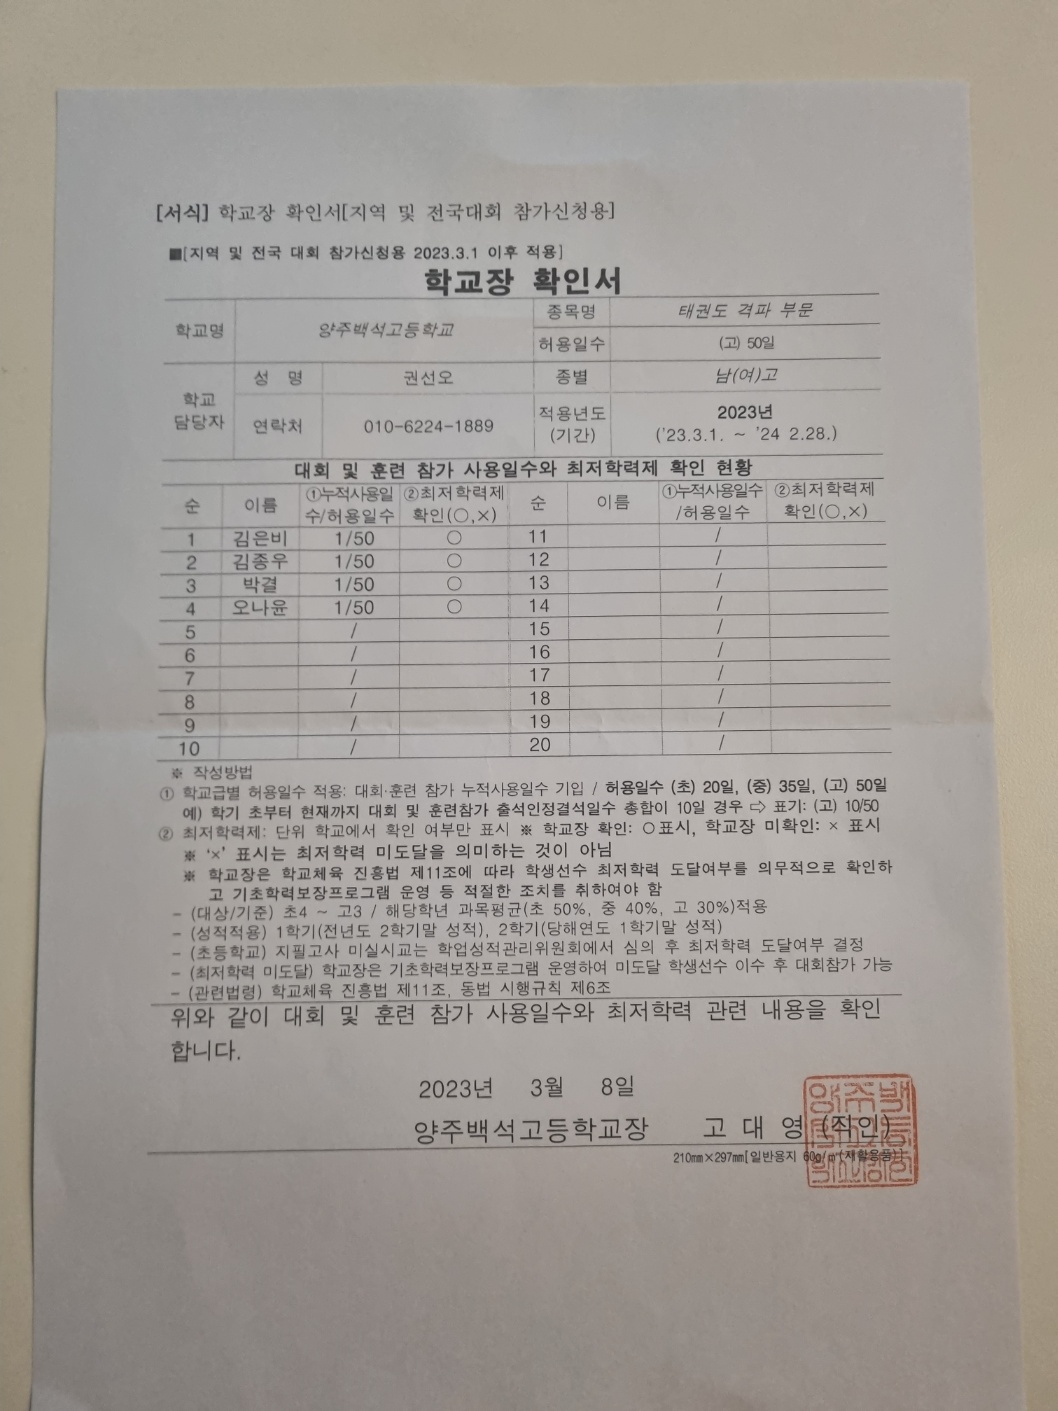 [서식] 학교장 확인서[지역 및 전국대회 참가신청용]
■[지역 및 전국 대회 참가신청용 2023.3.1 이후 적용]
학교장 확인서
학교명 양주백석고등학교 종목명 태권도 격파 부문
허용일수 (고) 50일
학교 담당자 성 명 권선오 종별 남(여)고
연락처 010-6224-1889 적용년도 (기간) 2023년 ('23.3.1. ~ '24 2.28.)
대회 및 훈련 참가 사용일수와 최저학력제 확인 현황
순 이름 ①누적사용일수/허용일수 ②최저학력제 확인(○,×) 순 이름 ①누적사용일수/허용일수 ②최저학력제 확인(○,×)
1 김은비 1/50 ○ 11 /
2 김종우 1/50 ○ 12 /
3 박결 1/50 ○ 13 /
4 오나윤 1/50 ○ 14 /
5 / 15 /
6 / 16 /
7 / 17 /
8 / 18 /
9 / 19 /
10 / 20 /
※ 작성방법
① 학교급별 허용일수 적용: 대회·훈련 참가 누적사용일수 기입 / 허용일수 (초) 20일, (중) 35일, (고) 50일
예) 학기 초부터 현재까지 대회 및 훈련참가 출석인정결석일수 총합이 10일 경우 ⇨ 표기: (고) 10/50
② 최저학력제: 단위 학교에서 확인 여부만 표시 ※ 학교장 확인: ○표시, 학교장 미확인: × 표시
※ '×' 표시는 최저학력 미도달을 의미하는 것이 아님
※ 학교장은 학교체육 진흥법 제11조에 따라 학생선수 최저학력 도달여부를 의무적으로 확인하
고 기초학력보장프로그램 운영 등 적절한 조치를 취하여야 함
- (대상/기준) 초4 ~ 고3 / 해당학년 과목평균(초 50%, 중 40%, 고 30%)적용
- (성적적용) 1학기(전년도 2학기말 성적), 2학기(당해연도 1학기말 성적)
- (초등학교) 지필고사 미실시교는 학업성적관리위원회에서 심의 후 최저학력 도달여부 결정
- (최저학력 미도달) 학교장은 기초학력보장프로그램 운영하여 미도달 학생선수 이수 후 대회참가 가능
- (관련법령) 학교체육 진흥법 제11조, 동법 시행규칙 제6조
위와 같이 대회 및 훈련 참가 사용일수와 최저학력 관련 내용을 확인
합니다.
2023년 3월 8일
양주백석고등학교장 고 대 영 (직인)
210㎜×297㎜[일반용지 60g/㎡(재활용품)]